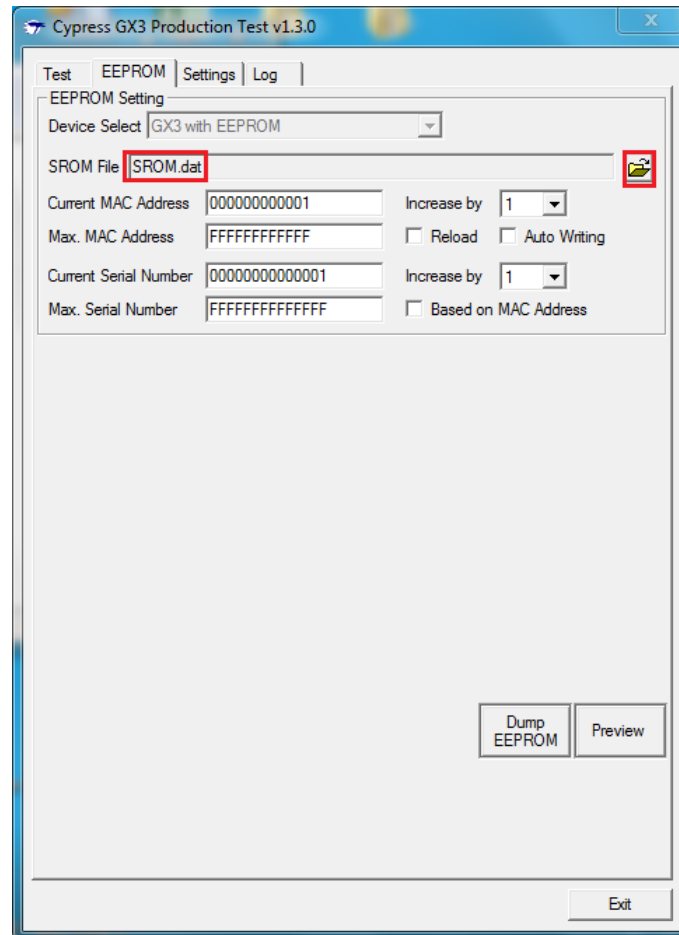 Cypress GX3 Production Test v1.3.0
Test EEPROM Settings Log
EEPROM Setting
Device Select GX3 with EEPROM
SROM File SROM.dat
Current MAC Address 000000000001 Increase by 1
Max. MAC Address FFFFFFFFFFFF Reload Auto Writing
Current Serial Number 00000000000001 Increase by 1
Max. Serial Number FFFFFFFFFFFFFF Based on MAC Address
Dump
EEPROM
Preview
Exit